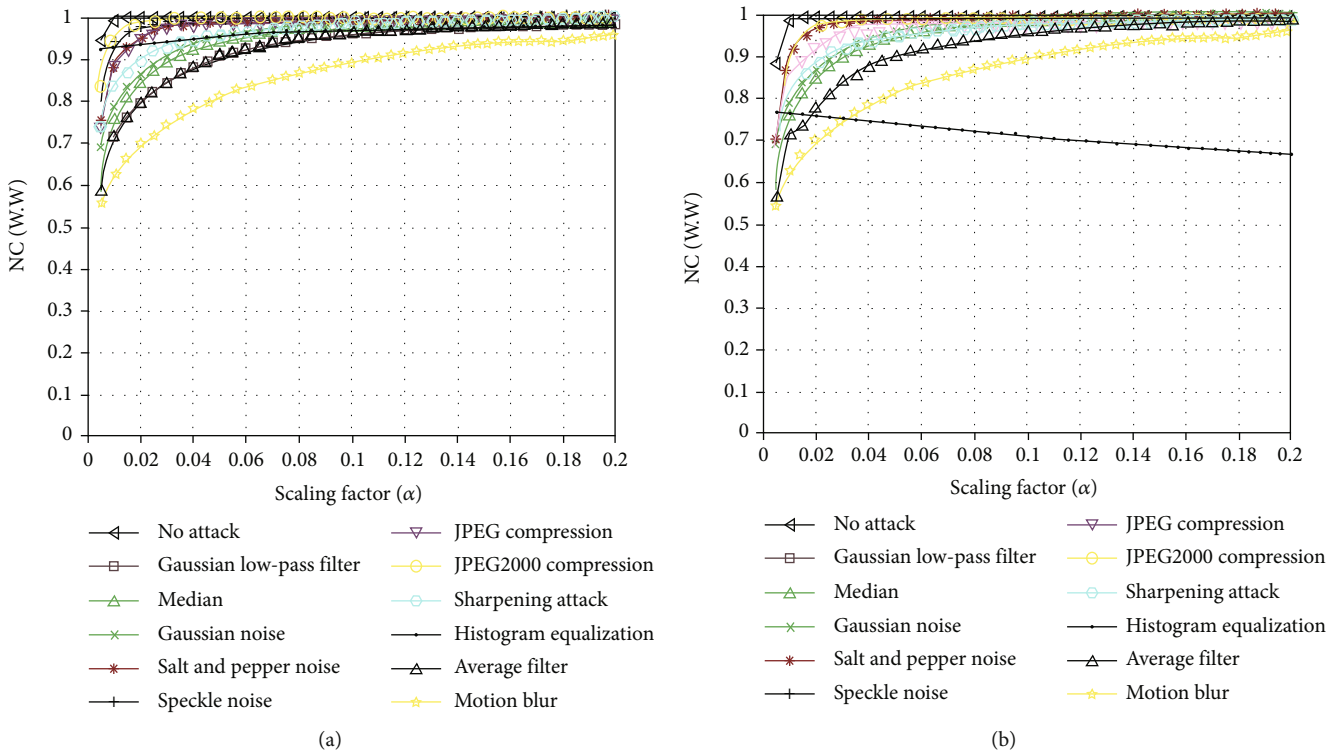 1
0.9
0.8
0.7
0.6
0.5
0.4
0.3
0.2
0.1
0
NC (W.W)
0 0.02 0.04 0.06 0.08 0.1 0.12 0.14 0.16 0.18 0.2
Scaling factor (α)
No attack
Gaussian low-pass filter
Median
Gaussian noise
Salt and pepper noise
Speckle noise
JPEG compression
JPEG2000 compression
Sharpening attack
Histogram equalization
Average filter
Motion blur
(a)
1
0.9
0.8
0.7
0.6
0.5
0.4
0.3
0.2
0.1
0
NC (W.W)
0 0.02 0.04 0.06 0.08 0.1 0.12 0.14 0.16 0.18 0.2
Scaling factor (α)
No attack
Gaussian low-pass filter
Median
Gaussian noise
Salt and pepper noise
Speckle noise
JPEG compression
JPEG2000 compression
Sharpening attack
Histogram equalization
Average filter
Motion blur
(b)